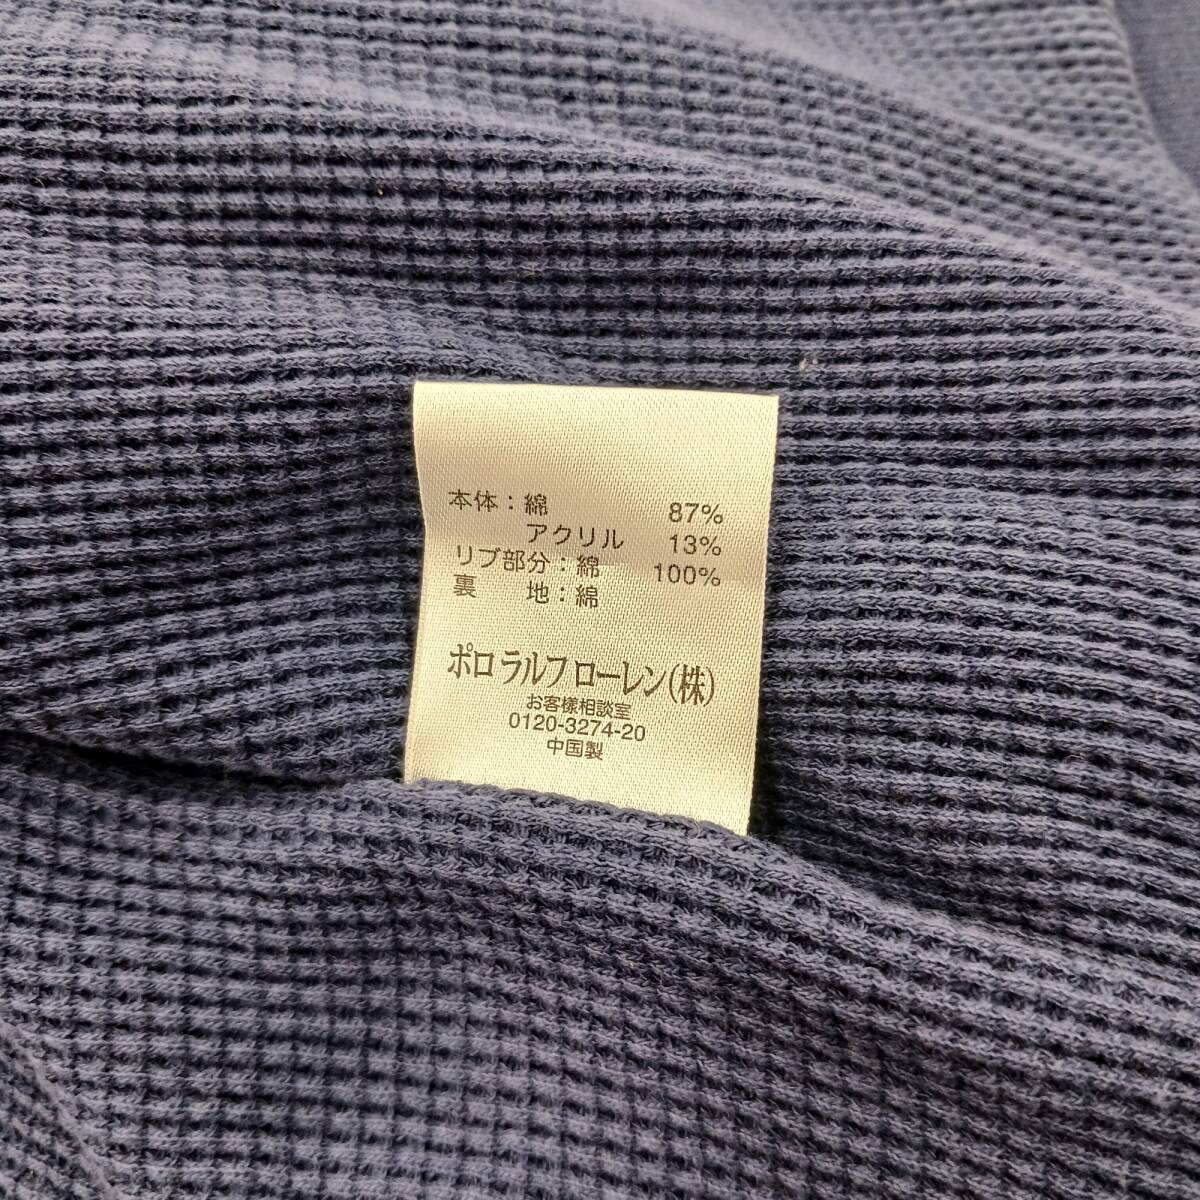 本体：綿 87%
アクリル 13%
リブ部分：綿 100%
裏 地：綿
ポロ ラルフ ローレン(株)
お客様相談室
0120-3274-20
中国製